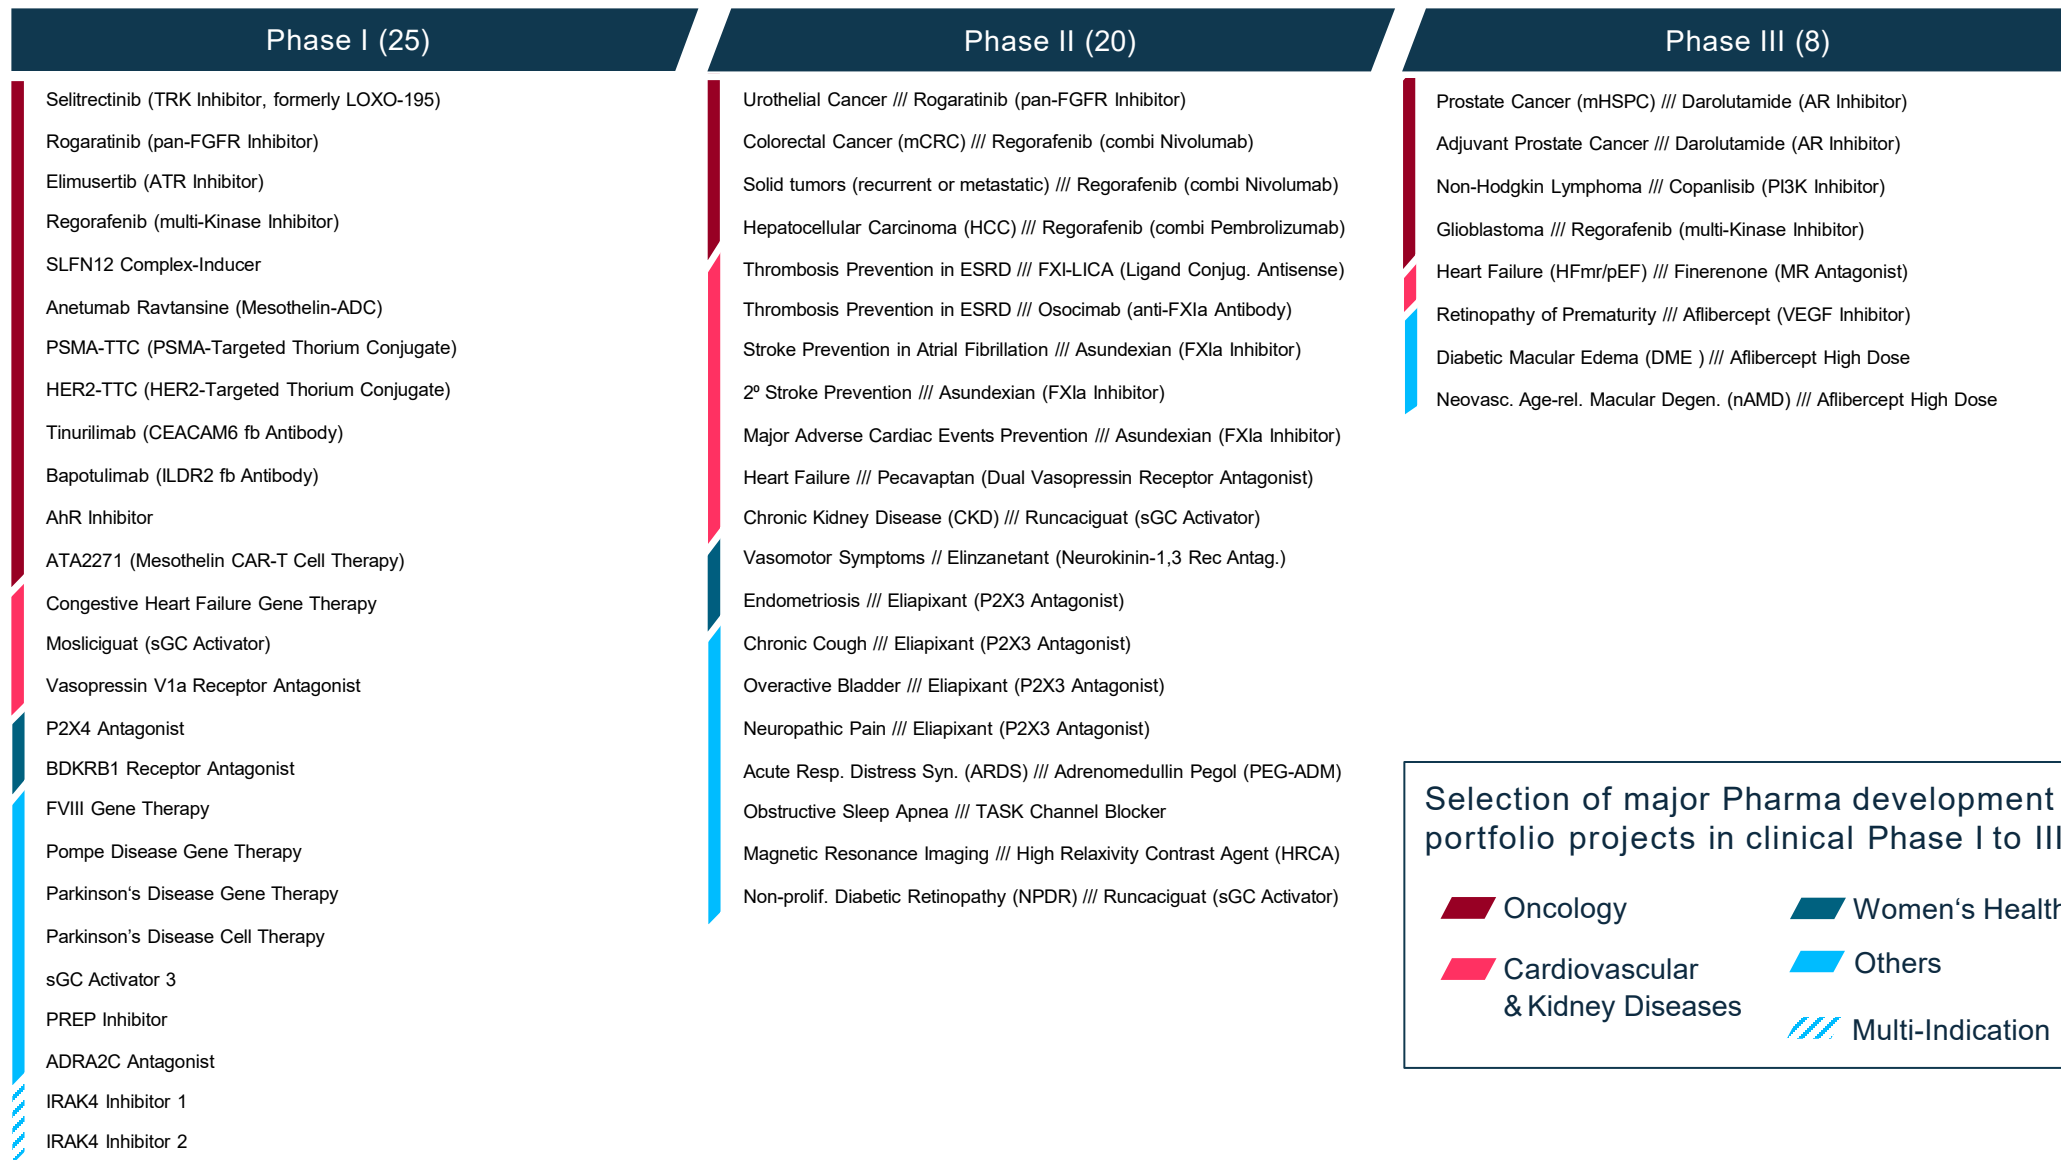 Phase I (25)
Selitrectinib (TRK Inhibitor, formerly LOXO-195)
Rogaratinib (pan-FGFR Inhibitor)
Elimusertib (ATR Inhibitor)
Regorafenib (multi-Kinase Inhibitor)
SLFN12 Complex-Inducer
Anetumab Ravtansine (Mesothelin-ADC)
PSMA-TTC (PSMA-Targeted Thorium Conjugate)
HER2-TTC (HER2-Targeted Thorium Conjugate)
Tinurilimab (CEACAM6 fb Antibody)
Bapotulimab (ILDR2 fb Antibody)
AhR Inhibitor
ATA2271 (Mesothelin CAR-T Cell Therapy)
Congestive Heart Failure Gene Therapy
Mosliciguat (sGC Activator)
Vasopressin V1a Receptor Antagonist
P2X4 Antagonist
BDKRB1 Receptor Antagonist
FVIII Gene Therapy
Pompe Disease Gene Therapy
Parkinson‘s Disease Gene Therapy
Parkinson’s Disease Cell Therapy
sGC Activator 3
PREP Inhibitor
ADRA2C Antagonist
IRAK4 Inhibitor 1
IRAK4 Inhibitor 2
Phase II (20)
Urothelial Cancer /// Rogaratinib (pan-FGFR Inhibitor)
Colorectal Cancer (mCRC) /// Regorafenib (combi Nivolumab)
Solid tumors (recurrent or metastatic) /// Regorafenib (combi Nivolumab)
Hepatocellular Carcinoma (HCC) /// Regorafenib (combi Pembrolizumab)
Thrombosis Prevention in ESRD /// FXI-LICA (Ligand Conjug. Antisense)
Thrombosis Prevention in ESRD /// Osocimab (anti-FXIa Antibody)
Stroke Prevention in Atrial Fibrillation /// Asundexian (FXIa Inhibitor)
2º Stroke Prevention /// Asundexian (FXIa Inhibitor)
Major Adverse Cardiac Events Prevention /// Asundexian (FXIa Inhibitor)
Heart Failure /// Pecavaptan (Dual Vasopressin Receptor Antagonist)
Chronic Kidney Disease (CKD) /// Runcaciguat (sGC Activator)
Vasomotor Symptoms // Elinzanetant (Neurokinin-1,3 Rec Antag.)
Endometriosis /// Eliapixant (P2X3 Antagonist)
Chronic Cough /// Eliapixant (P2X3 Antagonist)
Overactive Bladder /// Eliapixant (P2X3 Antagonist)
Neuropathic Pain /// Eliapixant (P2X3 Antagonist)
Acute Resp. Distress Syn. (ARDS) /// Adrenomedullin Pegol (PEG-ADM)
Obstructive Sleep Apnea /// TASK Channel Blocker
Magnetic Resonance Imaging /// High Relaxivity Contrast Agent (HRCA)
Non-prolif. Diabetic Retinopathy (NPDR) /// Runcaciguat (sGC Activator)
Phase III (8)
Prostate Cancer (mHSPC) /// Darolutamide (AR Inhibitor)
Adjuvant Prostate Cancer /// Darolutamide (AR Inhibitor)
Non-Hodgkin Lymphoma /// Copanlisib (PI3K Inhibitor)
Glioblastoma /// Regorafenib (multi-Kinase Inhibitor)
Heart Failure (HFmr/pEF) /// Finerenone (MR Antagonist)
Retinopathy of Prematurity /// Aflibercept (VEGF Inhibitor)
Diabetic Macular Edema (DME ) /// Aflibercept High Dose
Neovasc. Age-rel. Macular Degen. (nAMD) /// Aflibercept High Dose
Selection of major Pharma development
portfolio projects in clinical Phase I to III
Oncology
Cardiovascular
& Kidney Diseases
Women‘s Health
Others
Multi-Indication